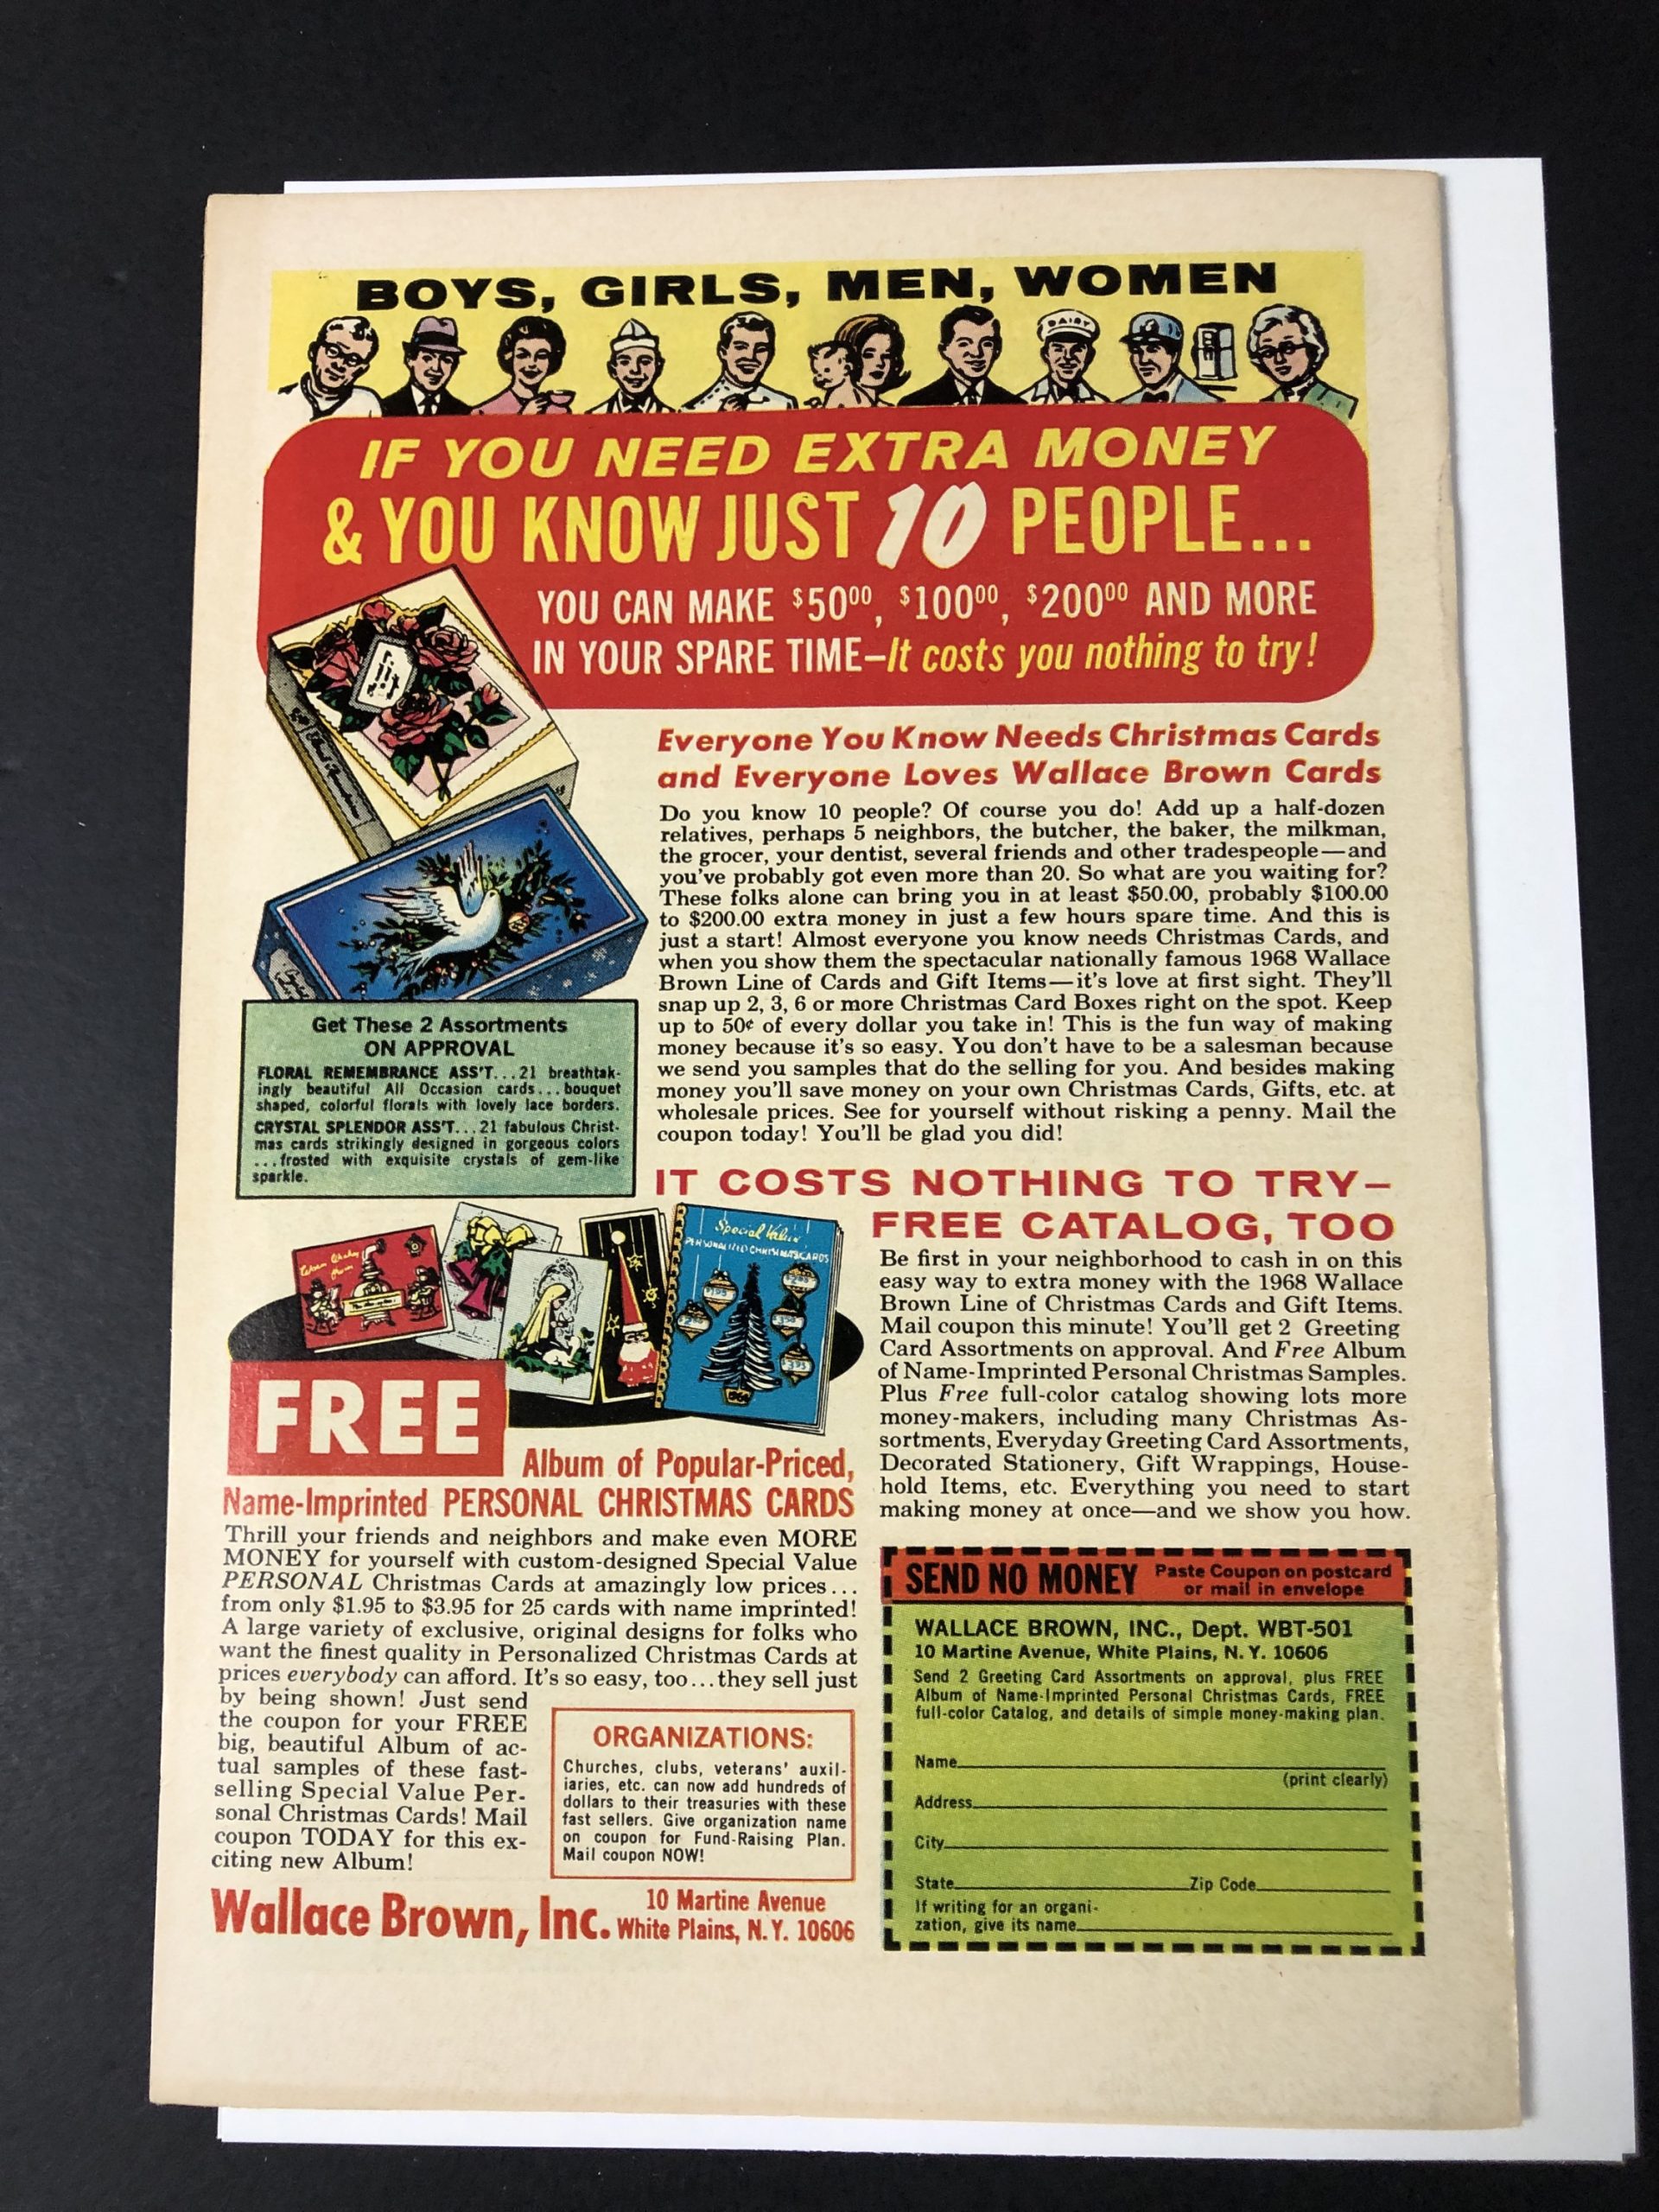 BOYS, GIRLS, MEN, WOMEN
DAIRY
IF YOU NEED EXTRA MONEY
& YOU KNOW JUST 10 PEOPLE...
YOU CAN MAKE $50⁰⁰, $100⁰⁰, $200⁰⁰ AND MORE
IN YOUR SPARE TIME—It costs you nothing to try!
Everyone You Know Needs Christmas Cards
and Everyone Loves Wallace Brown Cards
Do you know 10 people? Of course you do! Add up a half-dozen
relatives, perhaps 5 neighbors, the butcher, the baker, the milkman,
the grocer, your dentist, several friends and other tradespeople—and
you've probably got even more than 20. So what are you waiting for?
These folks alone can bring you in at least $50.00, probably $100.00
to $200.00 extra money in just a few hours spare time. And this is
just a start! Almost everyone you know needs Christmas Cards, and
when you show them the spectacular nationally famous 1968 Wallace
Brown Line of Cards and Gift Items—it's love at first sight. They'll
snap up 2, 3, 6 or more Christmas Card Boxes right on the spot. Keep
up to 50¢ of every dollar you take in! This is the fun way of making
money because it's so easy. You don't have to be a salesman because
we send you samples that do the selling for you. And besides making
money you'll save money on your own Christmas Cards, Gifts, etc. at
wholesale prices. See for yourself without risking a penny. Mail the
coupon today! You'll be glad you did!
Get These 2 Assortments
ON APPROVAL
FLORAL REMEMBRANCE ASS'T...21 breathtak-
ingly beautiful All Occasion cards...bouquet
shaped, colorful florals with lovely lace borders.
CRYSTAL SPLENDOR ASS'T...21 fabulous Christ-
mas cards strikingly designed in gorgeous colors
...frosted with exquisite crystals of gem-like
sparkle.
IT COSTS NOTHING TO TRY—
FREE CATALOG, TOO
Be first in your neighborhood to cash in on this
easy way to extra money with the 1968 Wallace
Brown Line of Christmas Cards and Gift Items.
Mail coupon this minute! You'll get 2 Greeting
Card Assortments on approval. And Free Album
of Name-Imprinted Personal Christmas Samples.
Plus Free full-color catalog showing lots more
money-makers, including many Christmas As-
sortments, Everyday Greeting Card Assortments,
Decorated Stationery, Gift Wrappings, House-
hold Items, etc. Everything you need to start
making money at once—and we show you how.
Special Value
PERSONALIZED CHRISTMAS CARDS
FREE
Album of Popular-Priced,
Name-Imprinted PERSONAL CHRISTMAS CARDS
Thrill your friends and neighbors and make even MORE
MONEY for yourself with custom-designed Special Value
PERSONAL Christmas Cards at amazingly low prices...
from only $1.95 to $3.95 for 25 cards with name imprinted!
A large variety of exclusive, original designs for folks who
want the finest quality in Personalized Christmas Cards at
prices everybody can afford. It's so easy, too...they sell just
by being shown! Just send
the coupon for your FREE
big, beautiful Album of ac-
tual samples of these fast-
selling Special Value Per-
sonal Christmas Cards! Mail
coupon TODAY for this ex-
citing new Album!
ORGANIZATIONS:
Churches, clubs, veterans' auxil-
iaries, etc. can now add hundreds of
dollars to their treasuries with these
fast sellers. Give organization name
on coupon for Fund-Raising Plan.
Mail coupon NOW!
Wallace Brown, Inc. 10 Martine Avenue
White Plains, N.Y. 10606
SEND NO MONEY Paste Coupon on postcard
or mail in envelope
WALLACE BROWN, INC., Dept. WBT-501
10 Martine Avenue, White Plains, N. Y. 10606
Send 2 Greeting Card Assortments on approval, plus FREE
Album of Name-Imprinted Personal Christmas Cards, FREE
full-color Catalog, and details of simple money-making plan.
Name
(print clearly)
Address
City
State Zip Code
If writing for an organi-
zation, give its name